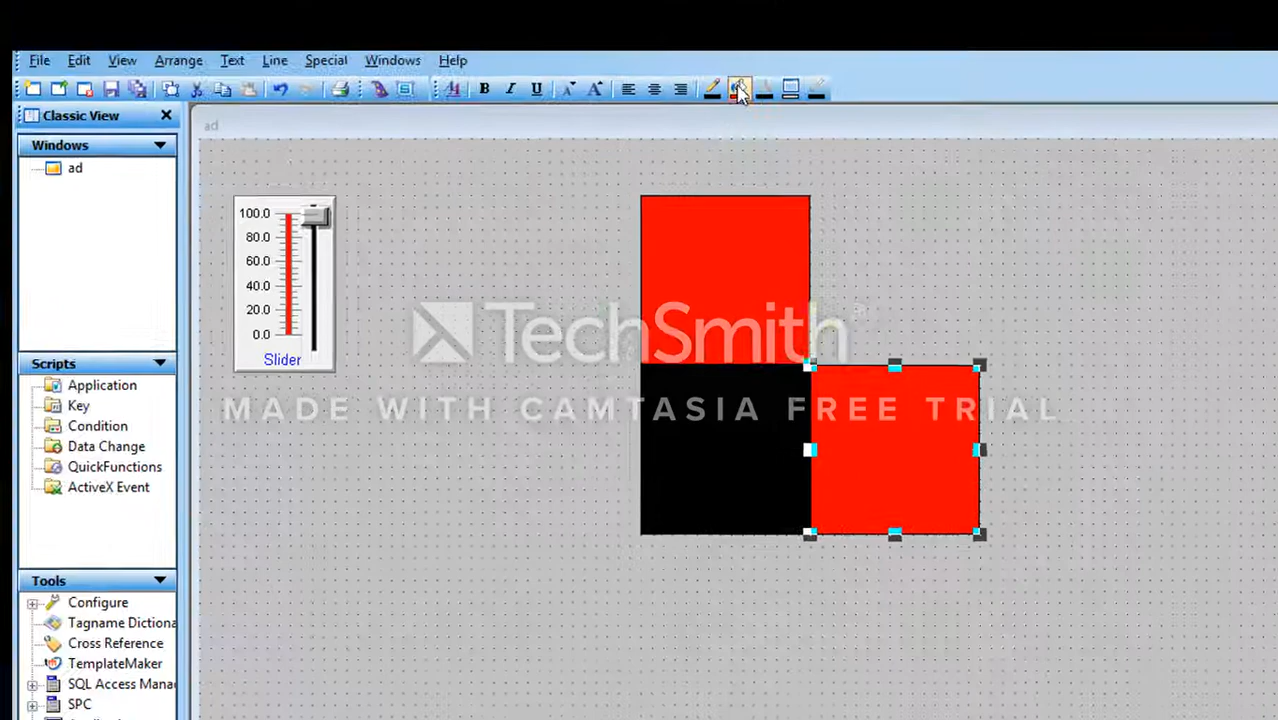 File Edit View Arrange Text Line Special Windows Help
B I U
Classic View
Windows
ad
Scripts
Application
Key
Condition
Data Change
QuickFunctions
ActiveX Event
Tools
Configure
Tagname Dictiona
Cross Reference
TemplateMaker
SQL Access Mana
SPC
ad
100.0
80.0
60.0
40.0
20.0
0.0
Slider
TechSmith®
MADE WITH CAMTASIA FREE TRIAL